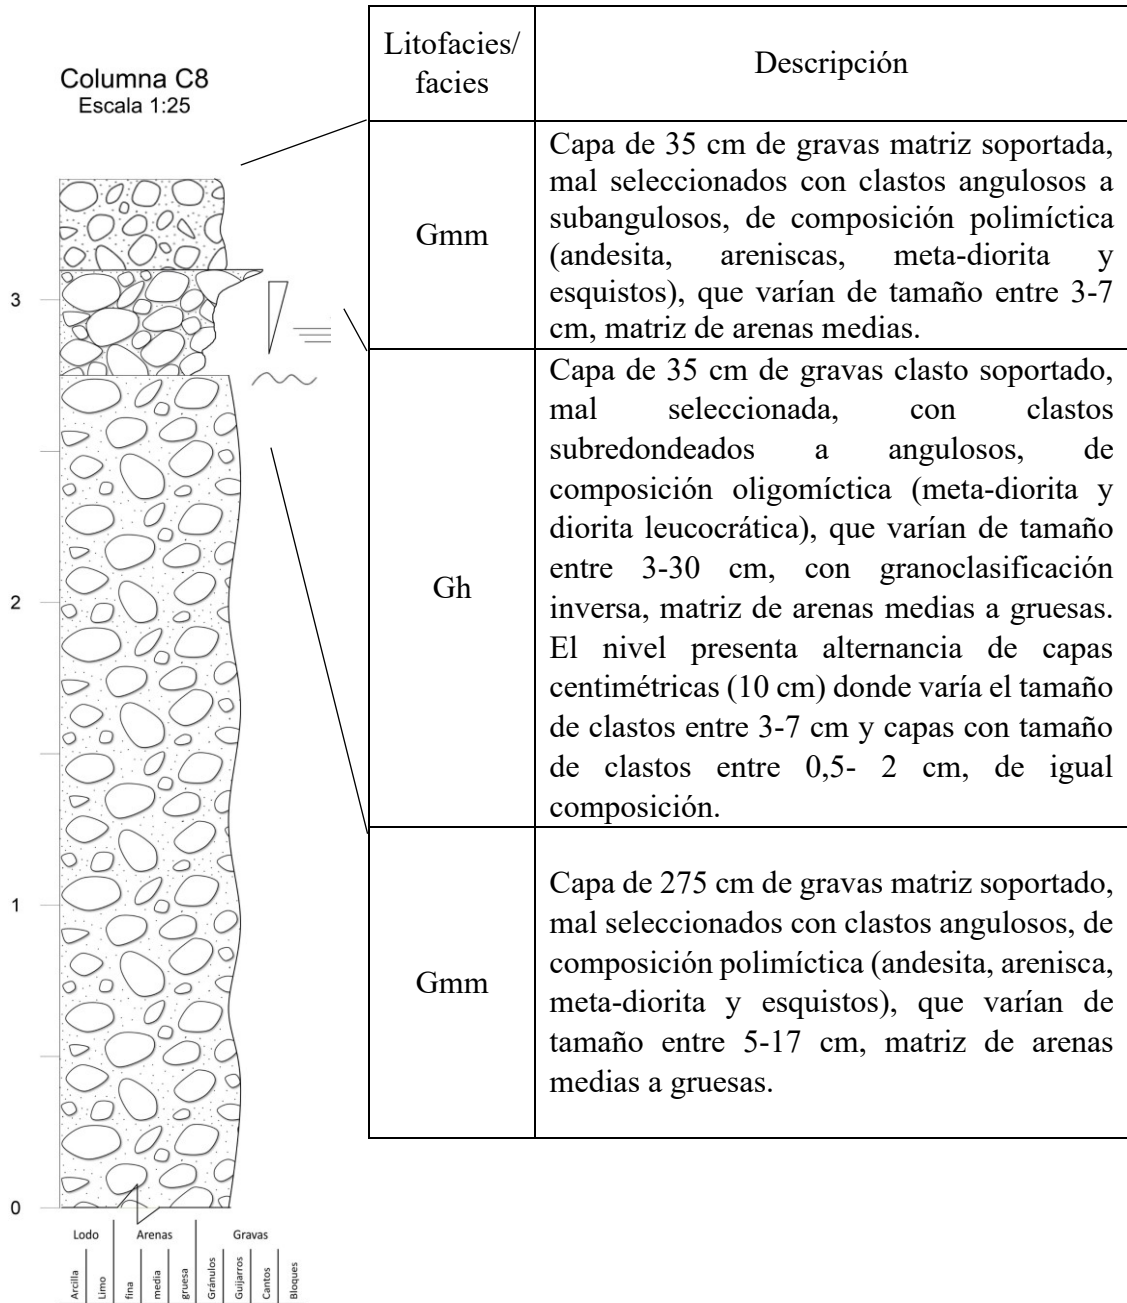 Columna C8
Escala 1:25
3
2
1
0
Lodo Arenas Gravas
Arcilla
Limo
fina
media
gruesa
Gránulos
Guijarros
Cantos
Bloques
Litofacies/
facies
Descripción
Gmm
Capa de 35 cm de gravas matriz soportada,
mal seleccionados con clastos angulosos a
subangulosos, de composición polimíctica
(andesita, areniscas, meta-diorita y
esquistos), que varían de tamaño entre 3-7
cm, matriz de arenas medias.
Gh
Capa de 35 cm de gravas clasto soportado,
mal seleccionada, con clastos
subredondeados a angulosos, de
composición oligomíctica (meta-diorita y
diorita leucocrática), que varían de tamaño
entre 3-30 cm, con granoclasificación
inversa, matriz de arenas medias a gruesas.
El nivel presenta alternancia de capas
centimétricas (10 cm) donde varía el tamaño
de clastos entre 3-7 cm y capas con tamaño
de clastos entre 0,5- 2 cm, de igual
composición.
Gmm
Capa de 275 cm de gravas matriz soportado,
mal seleccionados con clastos angulosos, de
composición polimíctica (andesita, arenisca,
meta-diorita y esquistos), que varían de
tamaño entre 5-17 cm, matriz de arenas
medias a gruesas.